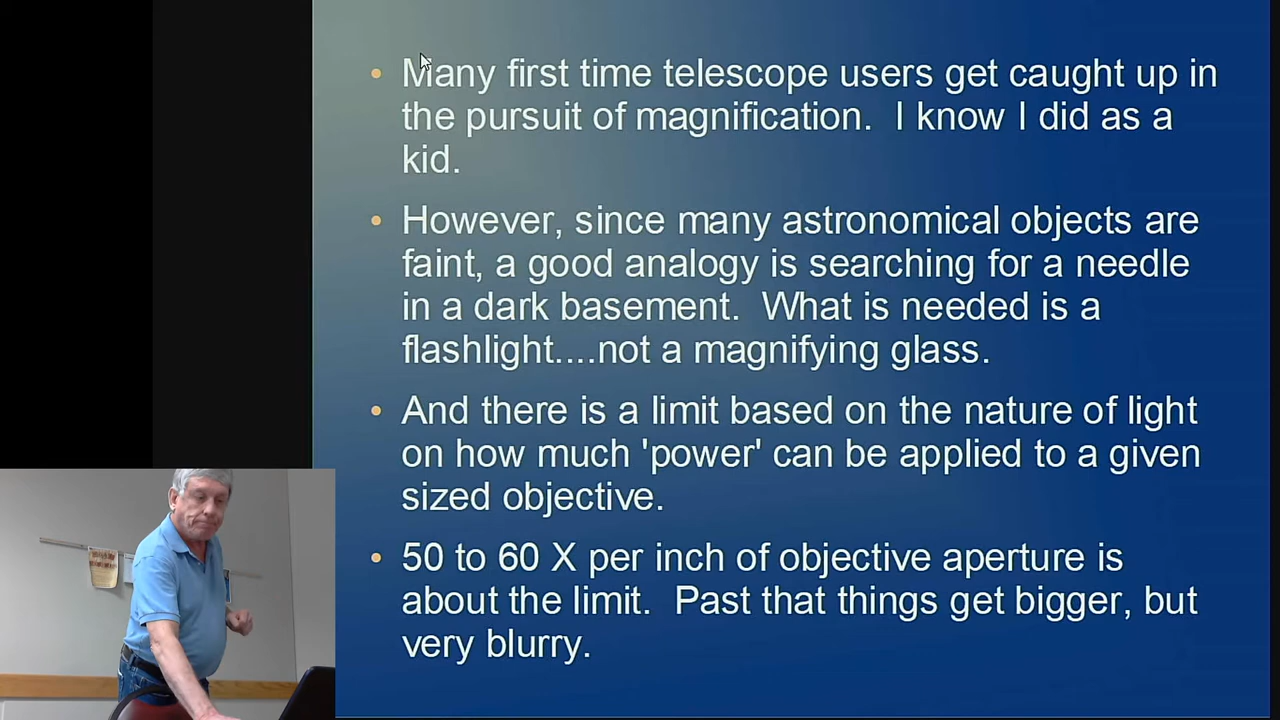 Many first time telescope users get caught up in
the pursuit of magnification.  I know I did as a
kid.
However, since many astronomical objects are
faint, a good analogy is searching for a needle
in a dark basement.  What is needed is a
flashlight....not a magnifying glass.
And there is a limit based on the nature of light
on how much 'power' can be applied to a given
sized objective.
50 to 60 X per inch of objective aperture is
about the limit.  Past that things get bigger, but
very blurry.